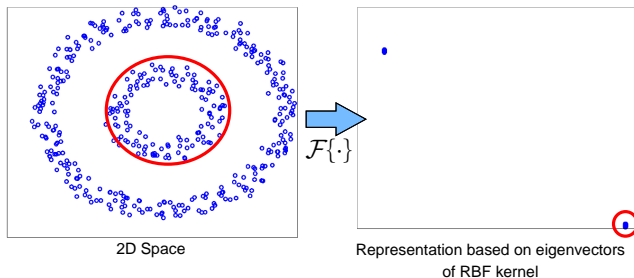 ℱ{·}
2D Space
Representation based on eigenvectors
of RBF kernel